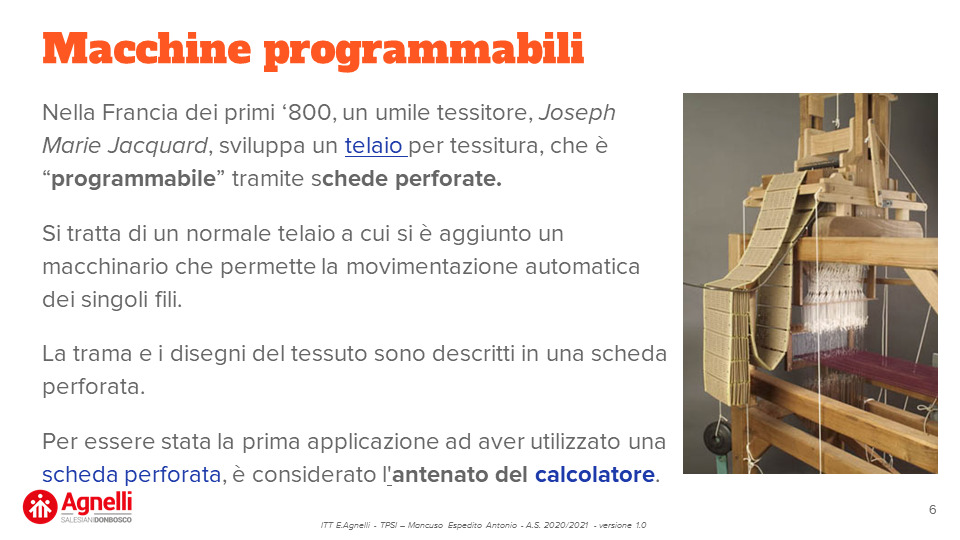 Macchine programmabili
Nella Francia dei primi ‘800, un umile tessitore, Joseph
Marie Jacquard, sviluppa un telaio per tessitura, che è
“programmabile” tramite schede perforate.
Si tratta di un normale telaio a cui si è aggiunto un
macchinario che permette la movimentazione automatica
dei singoli fili.
La trama e i disegni del tessuto sono descritti in una scheda
perforata.
Per essere stata la prima applicazione ad aver utilizzato una
scheda perforata, è considerato l'antenato del calcolatore.
Agnelli
SALESIANIDONBOSCO
ITT E.Agnelli - TPSI – Mancuso Espedito Antonio - A.S. 2020/2021 - versione 1.0
6